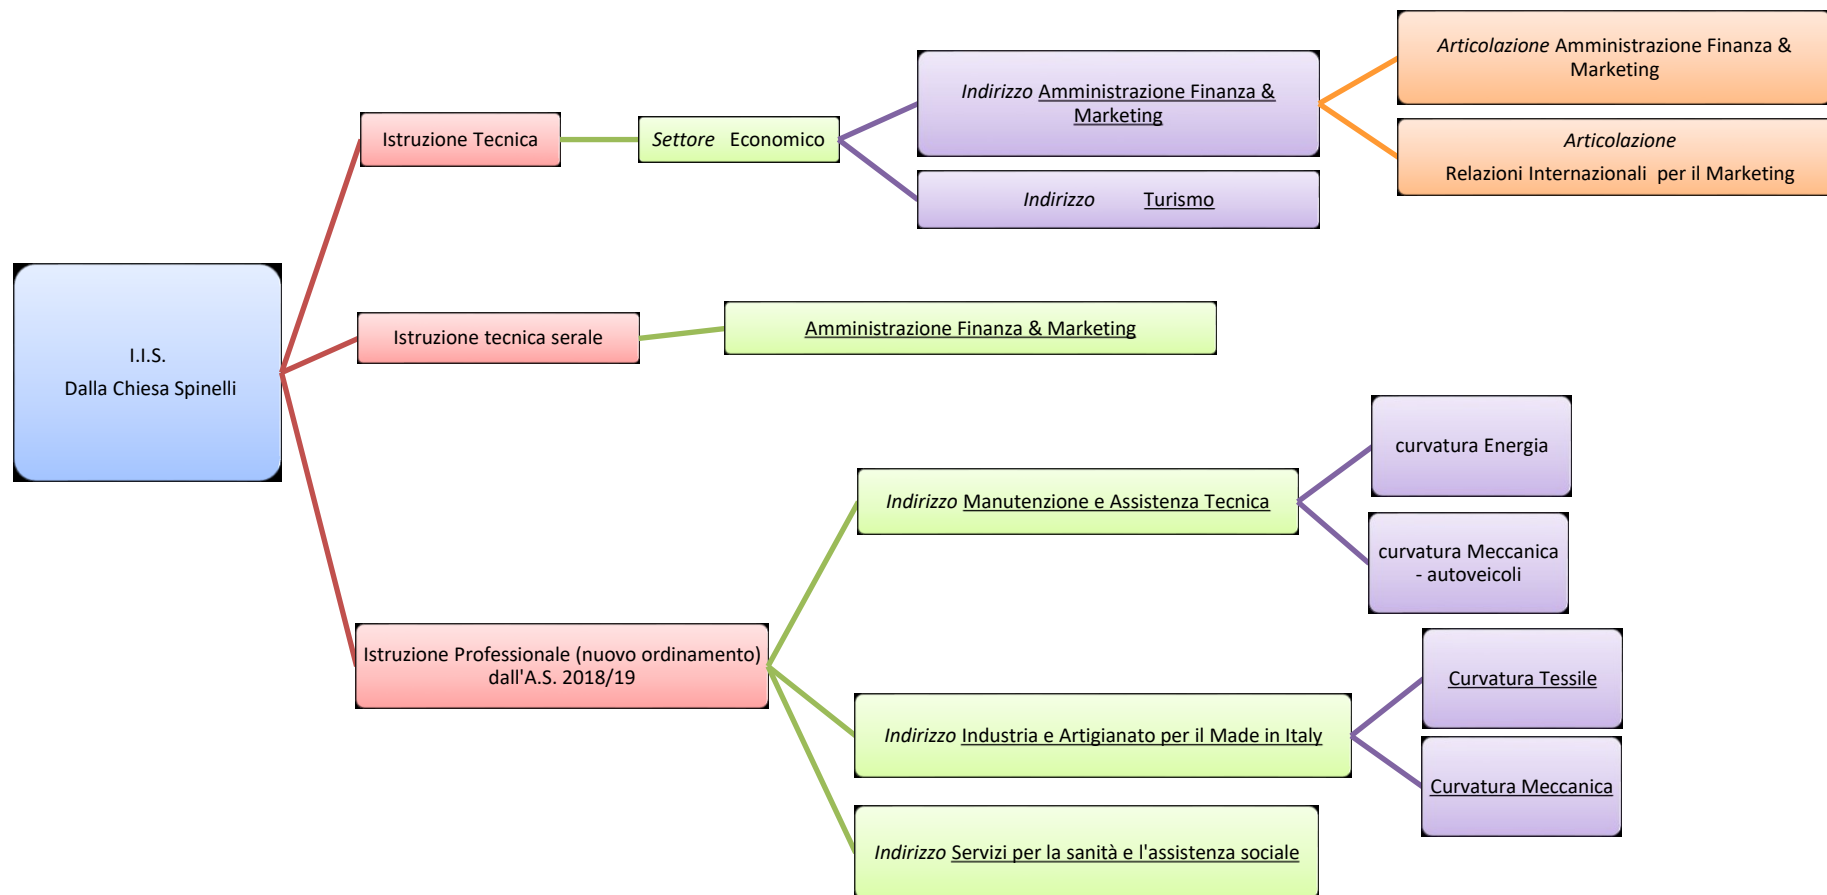 Articolazione Amministrazione Finanza &
Marketing
Indirizzo Amministrazione Finanza &
Marketing
Istruzione Tecnica
Settore Economico
Articolazione
Relazioni Internazionali per il Marketing
Indirizzo Turismo
I.I.S.
Dalla Chiesa Spinelli
Istruzione tecnica serale
Amministrazione Finanza & Marketing
curvatura Energia
Indirizzo Manutenzione e Assistenza Tecnica
curvatura Meccanica
- autoveicoli
Istruzione Professionale (nuovo ordinamento)
dall'A.S. 2018/19
Curvatura Tessile
Indirizzo Industria e Artigianato per il Made in Italy
Curvatura Meccanica
Indirizzo Servizi per la sanità e l'assistenza sociale